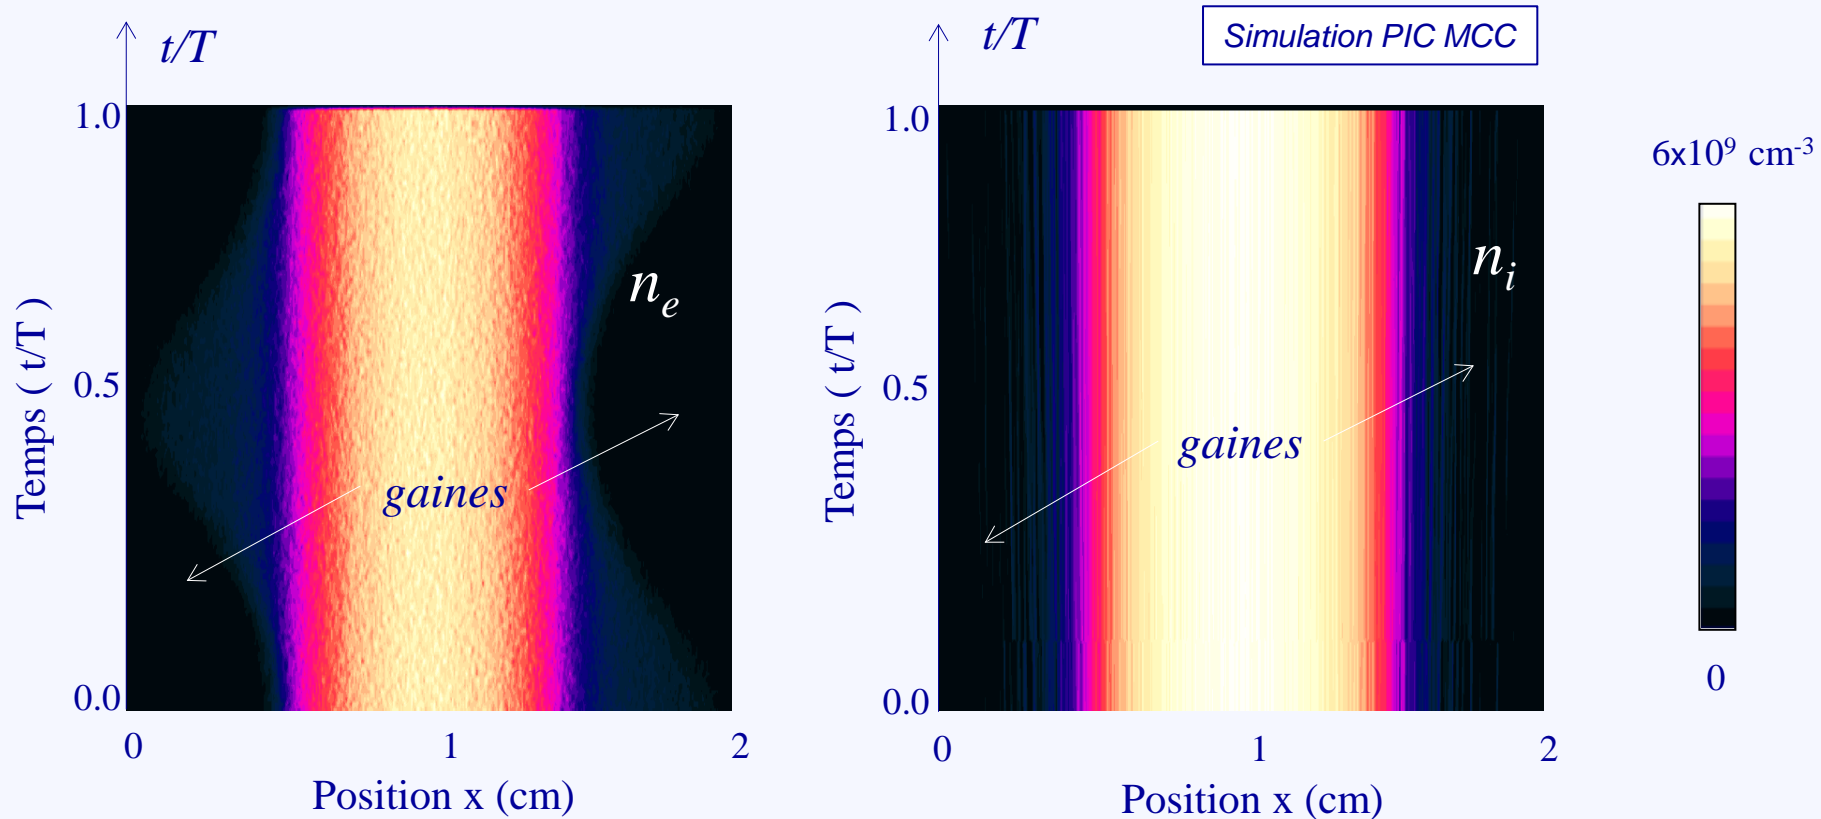 t/T
1.0
0.5
0.0
Temps ( t/T )
n_e
gaines
0
1
2
Position x (cm)
t/T
Simulation PIC MCC
1.0
0.5
0.0
Temps ( t/T )
n_i
gaines
0
1
2
Position x (cm)
6x10⁹ cm⁻³
0